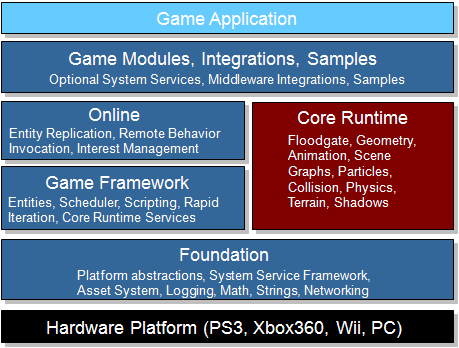 Game Application
Game Modules, Integrations, Samples
Optional System Services, Middleware Integrations, Samples
Online
Entity Replication, Remote Behavior
Invocation, Interest Management
Core Runtime
Floodgate, Geometry,
Animation, Scene
Graphs, Particles,
Collision, Physics,
Terrain, Shadows
Game Framework
Entities, Scheduler, Scripting, Rapid
Iteration, Core Runtime Services
Foundation
Platform abstractions, System Service Framework,
Asset System, Logging, Math, Strings, Networking
Hardware Platform (PS3, Xbox360, Wii, PC)